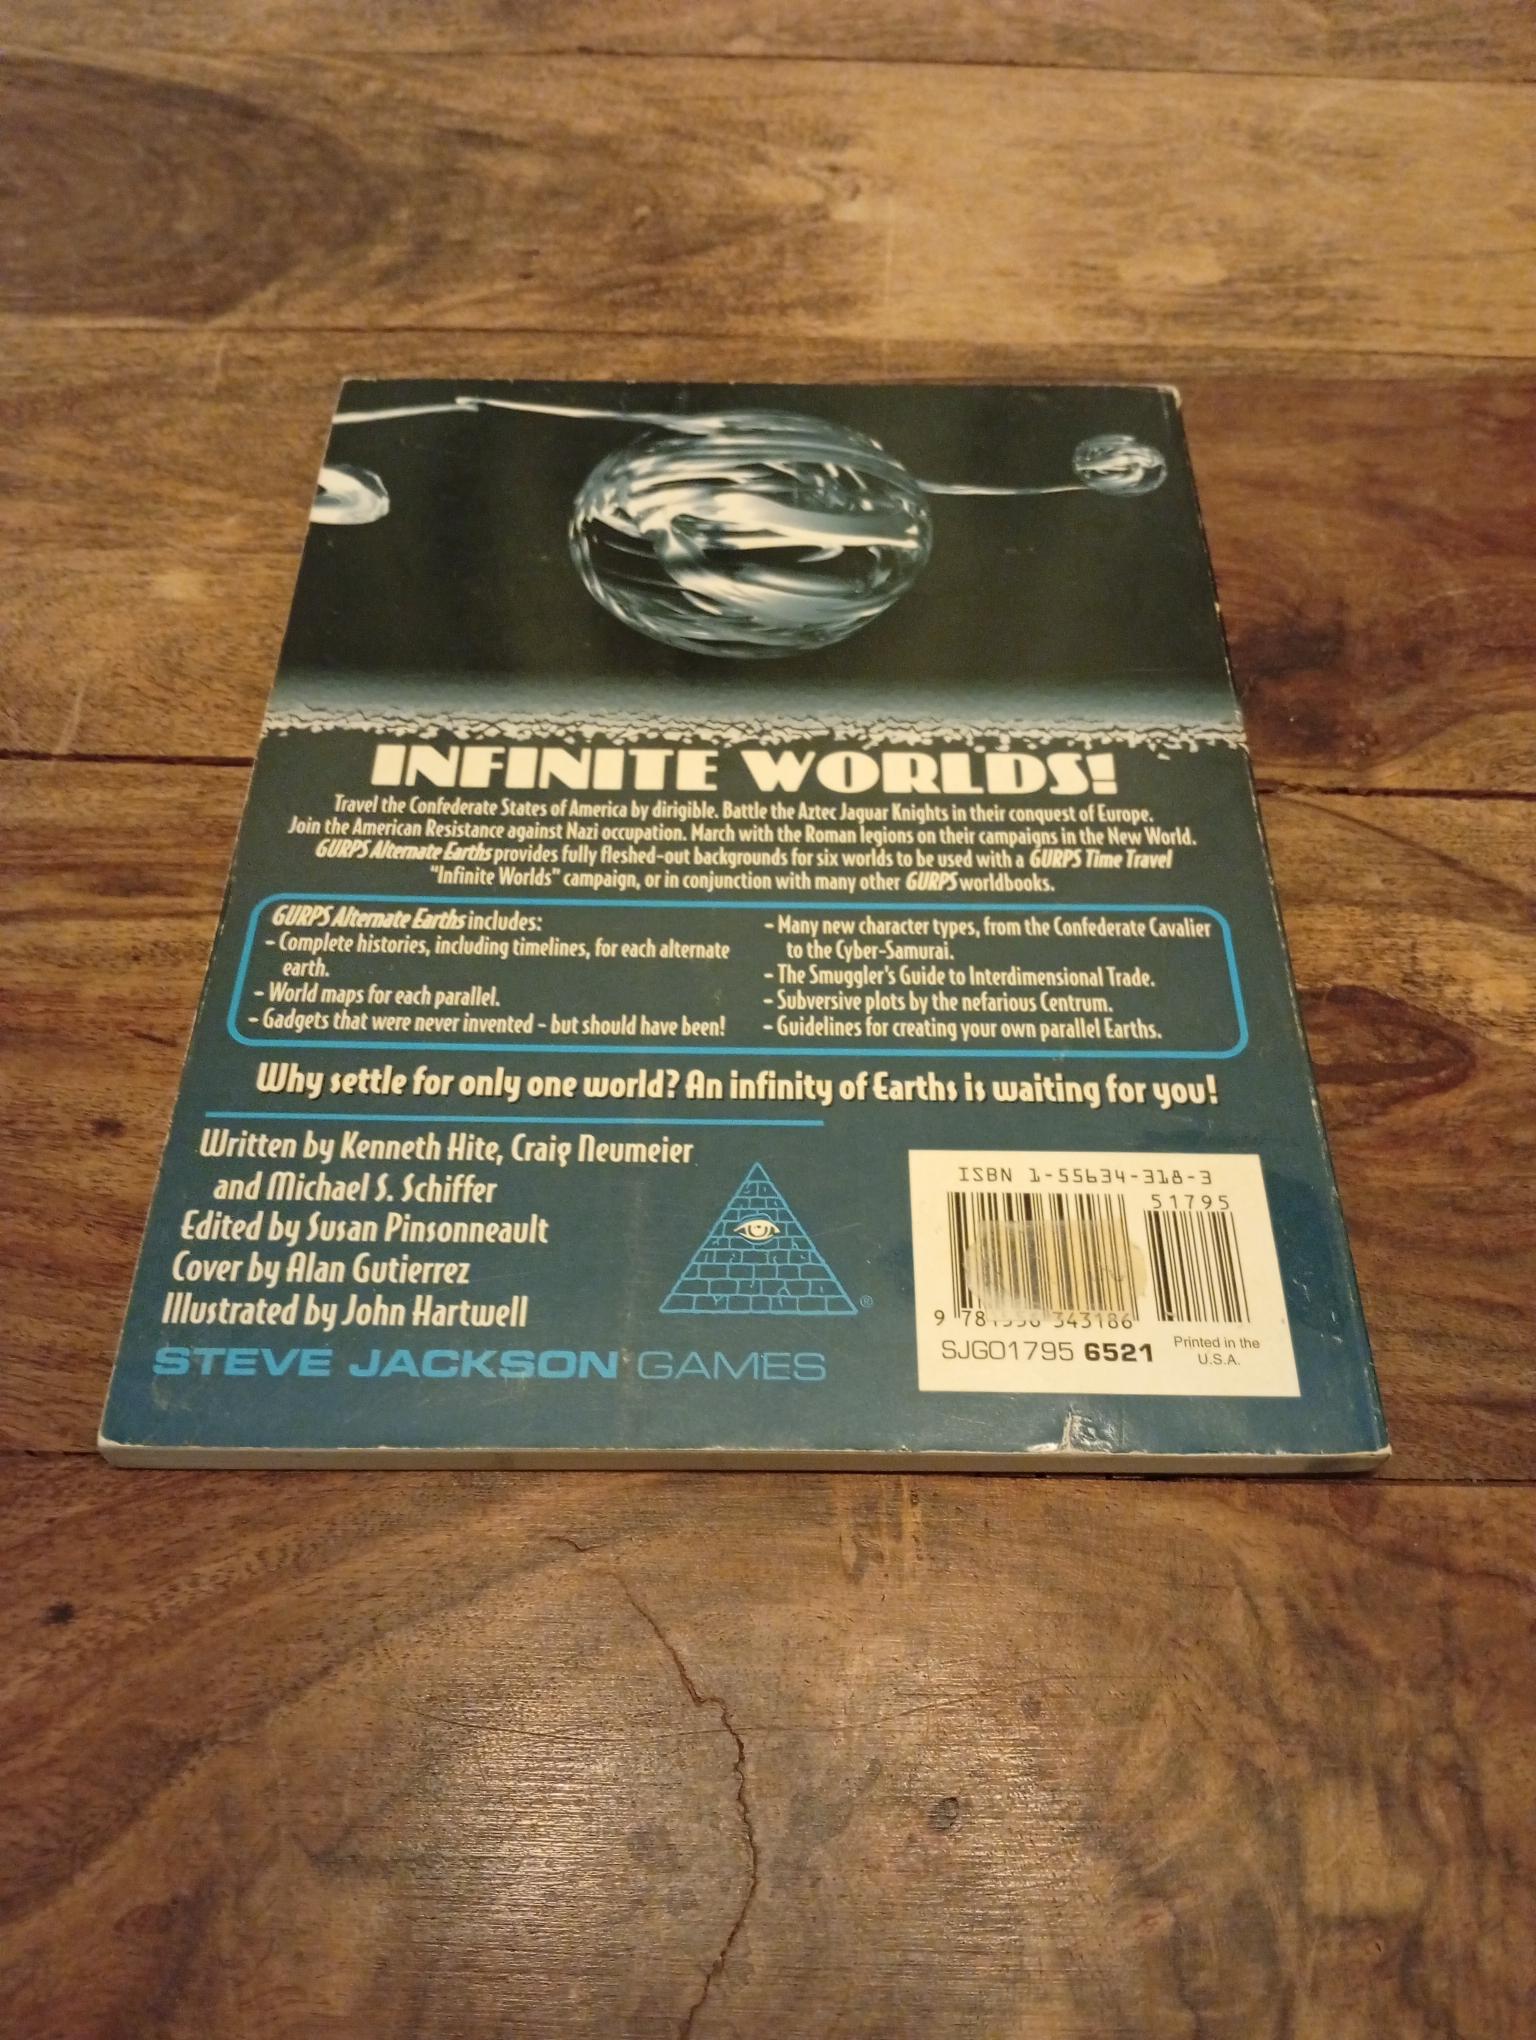 INFINITE WORLDS!
Travel the Confederate States of America by dirigible. Battle the Aztec Jaguar Knights in their conquest of Europe.
Join the American Resistance against Nazi occupation. March with the Roman legions on their campaigns in the New World.
GURPS Alternate Earths provides fully fleshed-out backgrounds for six worlds to be used with a GURPS Time Travel
"Infinite Worlds" campaign, or in conjunction with many other GURPS worldbooks.
GURPS Alternate Earths includes:
- Complete histories, including timelines, for each alternate
earth.
- World maps for each parallel.
- Gadgets that were never invented - but should have been!
- Many new character types, from the Confederate Cavalier
to the Cyber-Samurai.
- The Smuggler's Guide to Interdimensional Trade.
- Subversive plots by the nefarious Centrum.
- Guidelines for creating your own parallel Earths.
Why settle for only one world? An infinity of Earths is waiting for you!
Written by Kenneth Hite, Craig Neumeier
and Michael S. Schiffer
Edited by Susan Pinsonneault
Cover by Alan Gutierrez
Illustrated by John Hartwell
STEVE JACKSON GAMES
®
ISBN 1-55634-318-3
51795
9 343186
SJG01795 6521
Printed in the
U.S.A.